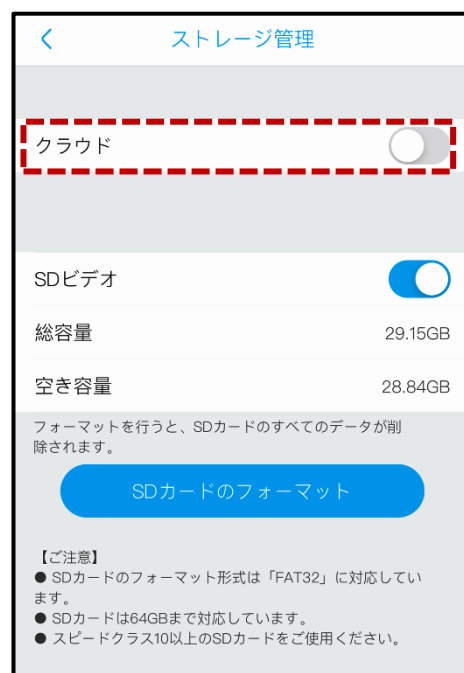 ストレージ管理
クラウド
SDビデオ
総容量 29.15GB
空き容量 28.84GB
フォーマットを行うと、SDカードのすべてのデータが削
除されます。
SDカードのフォーマット
【ご注意】
● SDカードのフォーマット形式は「FAT32」に対応してい
ます。
● SDカードは64GBまで対応しています。
● スピードクラス10以上のSDカードをご使用ください。